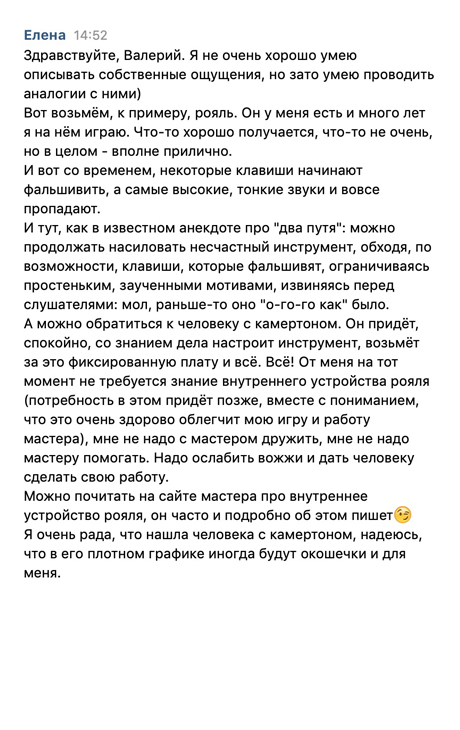 Елена 14:52
Здравствуйте, Валерий. Я не очень хорошо умею
описывать собственные ощущения, но зато умею проводить
аналогии с ними)
Вот возьмём, к примеру, рояль. Он у меня есть и много лет
я на нём играю. Что-то хорошо получается, что-то не очень,
но в целом - вполне прилично.
И вот со временем, некоторые клавиши начинают
фальшивить, а самые высокие, тонкие звуки и вовсе
пропадают.
И тут, как в известном анекдоте про "два путя": можно
продолжать насиловать несчастный инструмент, обходя, по
возможности, клавиши, которые фальшивят, ограничиваясь
простеньким, заученными мотивами, извиняясь перед
слушателями: мол, раньше-то оно "о-го-го как" было.
А можно обратиться к человеку с камертоном. Он придёт,
спокойно, со знанием дела настроит инструмент, возьмёт
за это фиксированную плату и всё. Всё! От меня на тот
момент не требуется знание внутреннего устройства рояля
(потребность в этом придёт позже, вместе с пониманием,
что это очень здорово облегчит мою игру и работу
мастера), мне не надо с мастером дружить, мне не надо
мастеру помогать. Надо ослабить вожжи и дать человеку
сделать свою работу.
Можно почитать на сайте мастера про внутреннее
устройство рояля, он часто и подробно об этом пишет😉
Я очень рада, что нашла человека с камертоном, надеюсь,
что в его плотном графике иногда будут окошечки и для
меня.